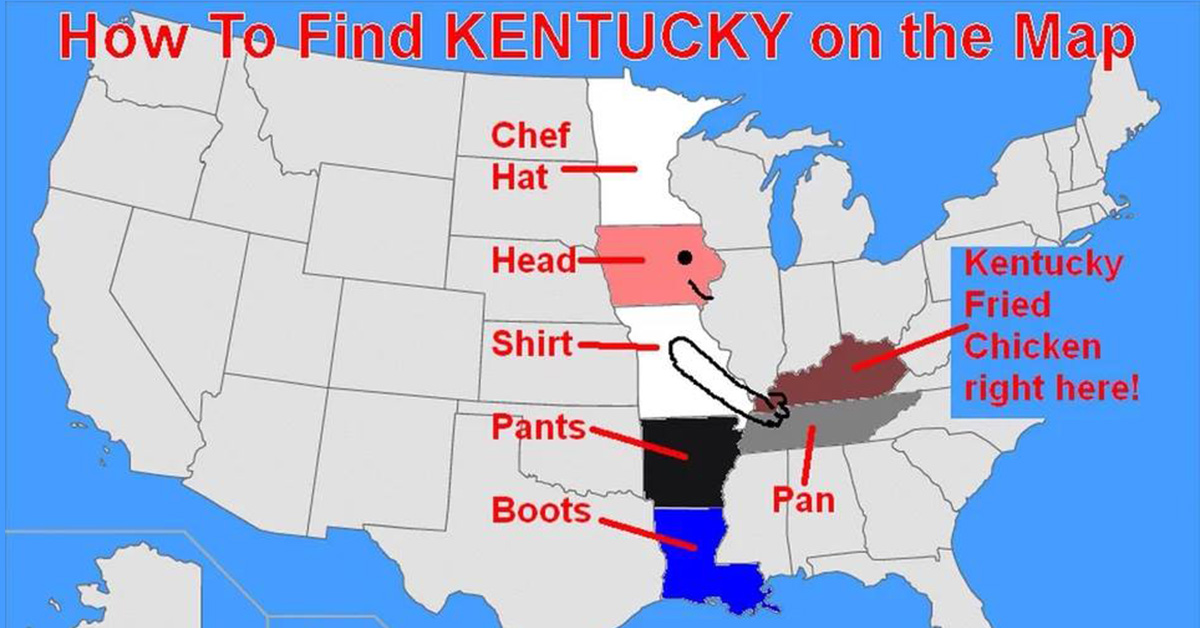 How To Find KENTUCKY on the Map
Chef
Hat
Head
Shirt
Pants
Boots
Pan
Kentucky
Fried
Chicken
right here!